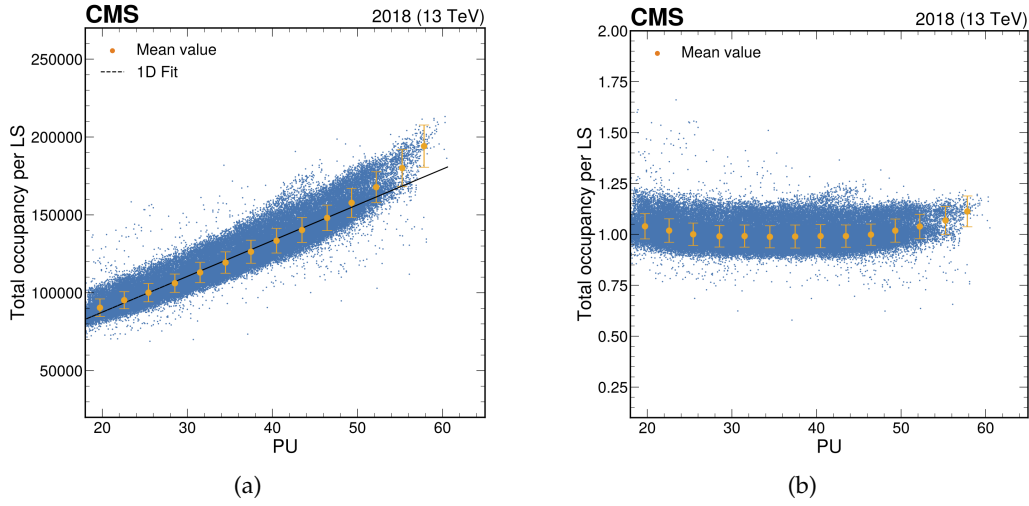 CMS 2018 (13 TeV)
Mean value
1D Fit
250000
200000
150000
100000
50000
Total occupancy per LS
20 30 40 50 60
PU
(a)
CMS 2018 (13 TeV)
Mean value
2.00
1.75
1.50
1.25
1.00
0.75
0.50
0.25
Total occupancy per LS
20 30 40 50 60
PU
(b)